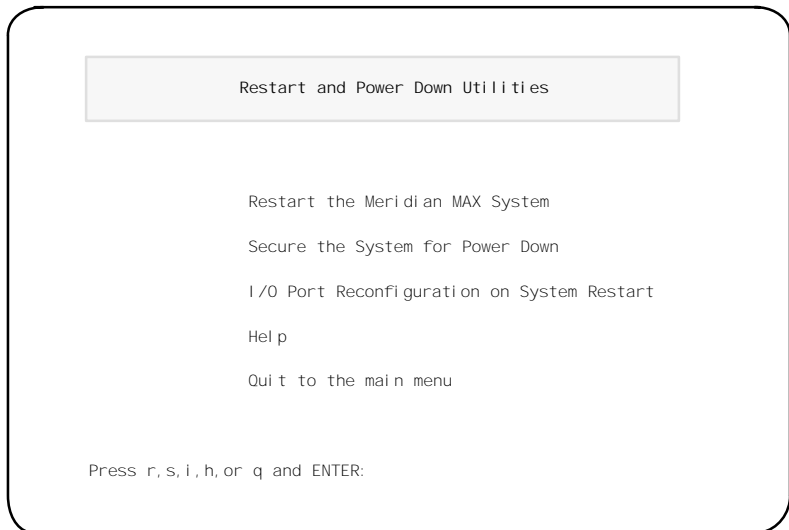 Restart and Power Down Utilities
Restart the Meridian MAX System
Secure the System for Power Down
I/O Port Reconfiguration on System Restart
Help
Quit to the main menu
Press r,s,i,h,or q and ENTER: